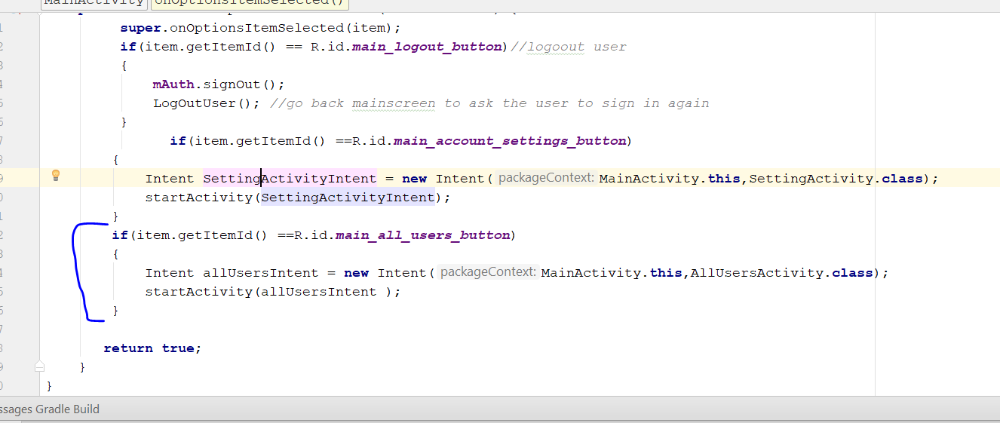 MainActivity onOptionsItemSelected()
super.onOptionsItemSelected(item);
if(item.getItemId() == R.id.main_logout_button)//logoout user
{
mAuth.signOut();
LogOutUser(); //go back mainscreen to ask the user to sign in again
}
if(item.getItemId() ==R.id.main_account_settings_button)
{
Intent SettingActivityIntent = new Intent( packageContext: MainActivity.this,SettingActivity.class);
startActivity(SettingActivityIntent);
}
if(item.getItemId() ==R.id.main_all_users_button)
{
Intent allUsersIntent = new Intent( packageContext: MainActivity.this,AllUsersActivity.class);
startActivity(allUsersIntent );
}
return true;
}
}
Gradle Build